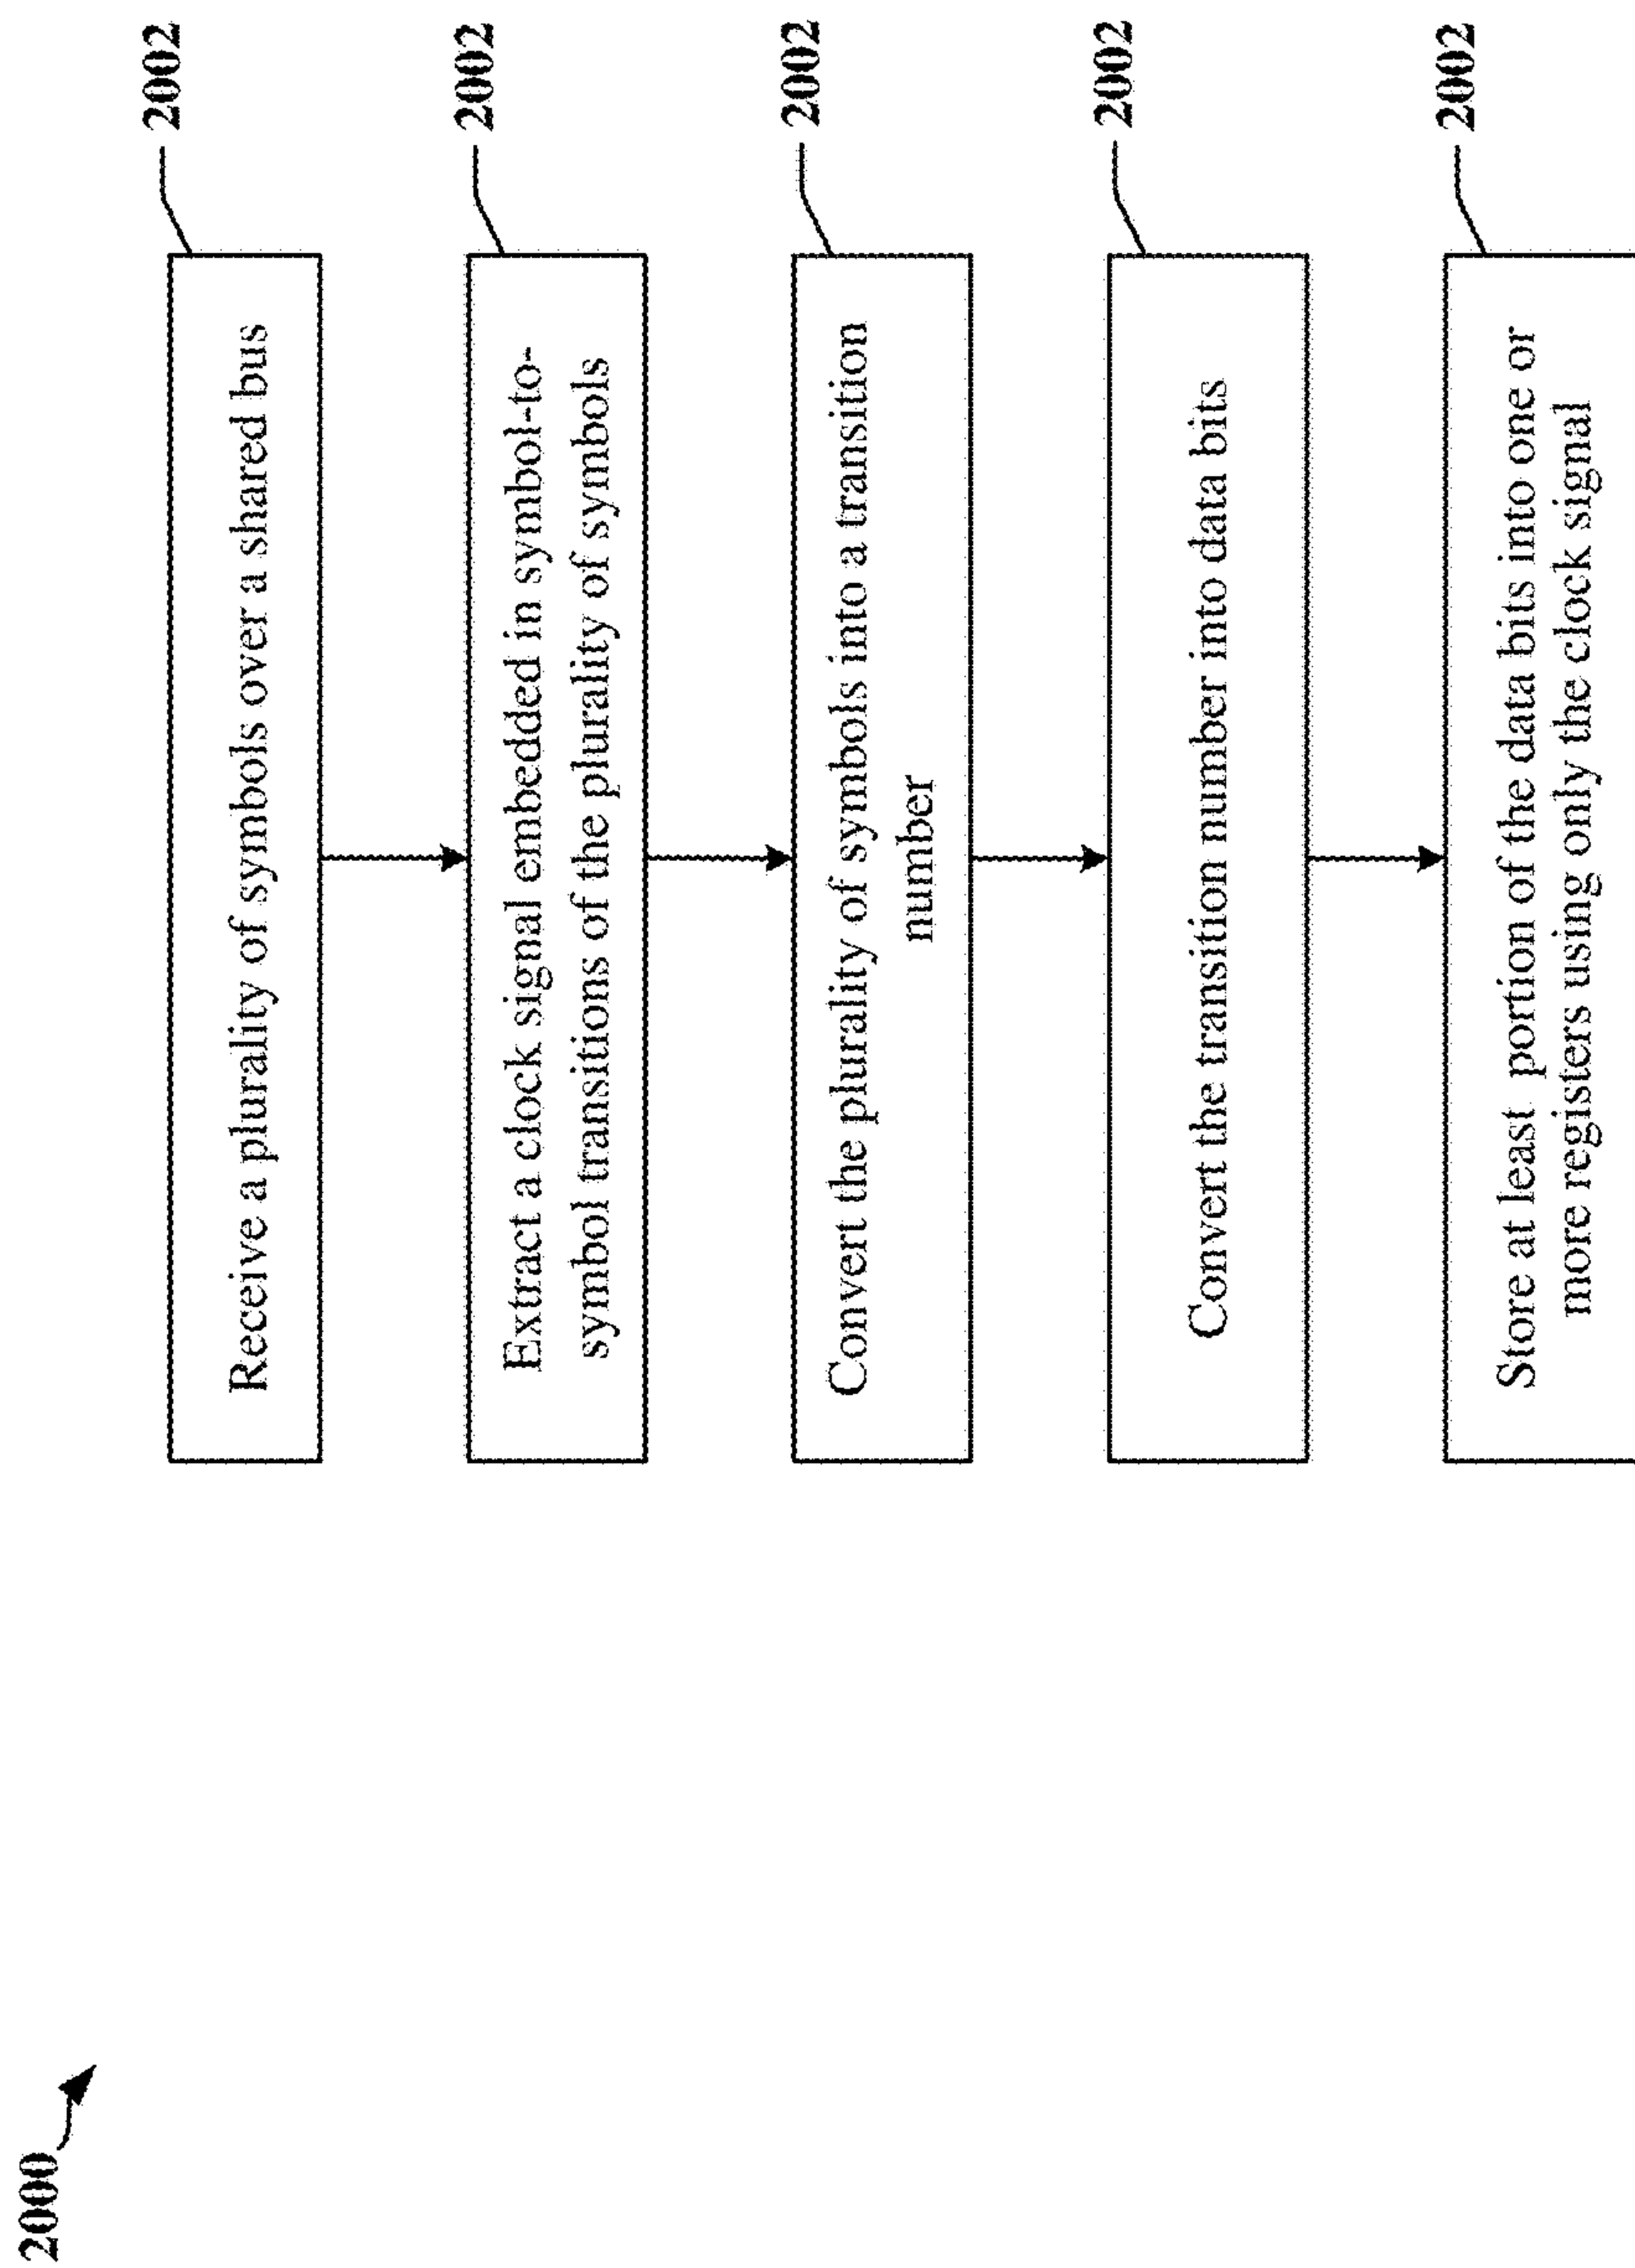 2000
Receive a plurality of symbols over a shared bus
2002
Extract a clock signal embedded in symbol-to-
symbol transitions of the plurality of symbols
2002
Convert the plurality of symbols into a transition
number
2002
Convert the transition number into data bits
2002
Store at least portion of the data bits into one or
more registers using only the clock signal
2002